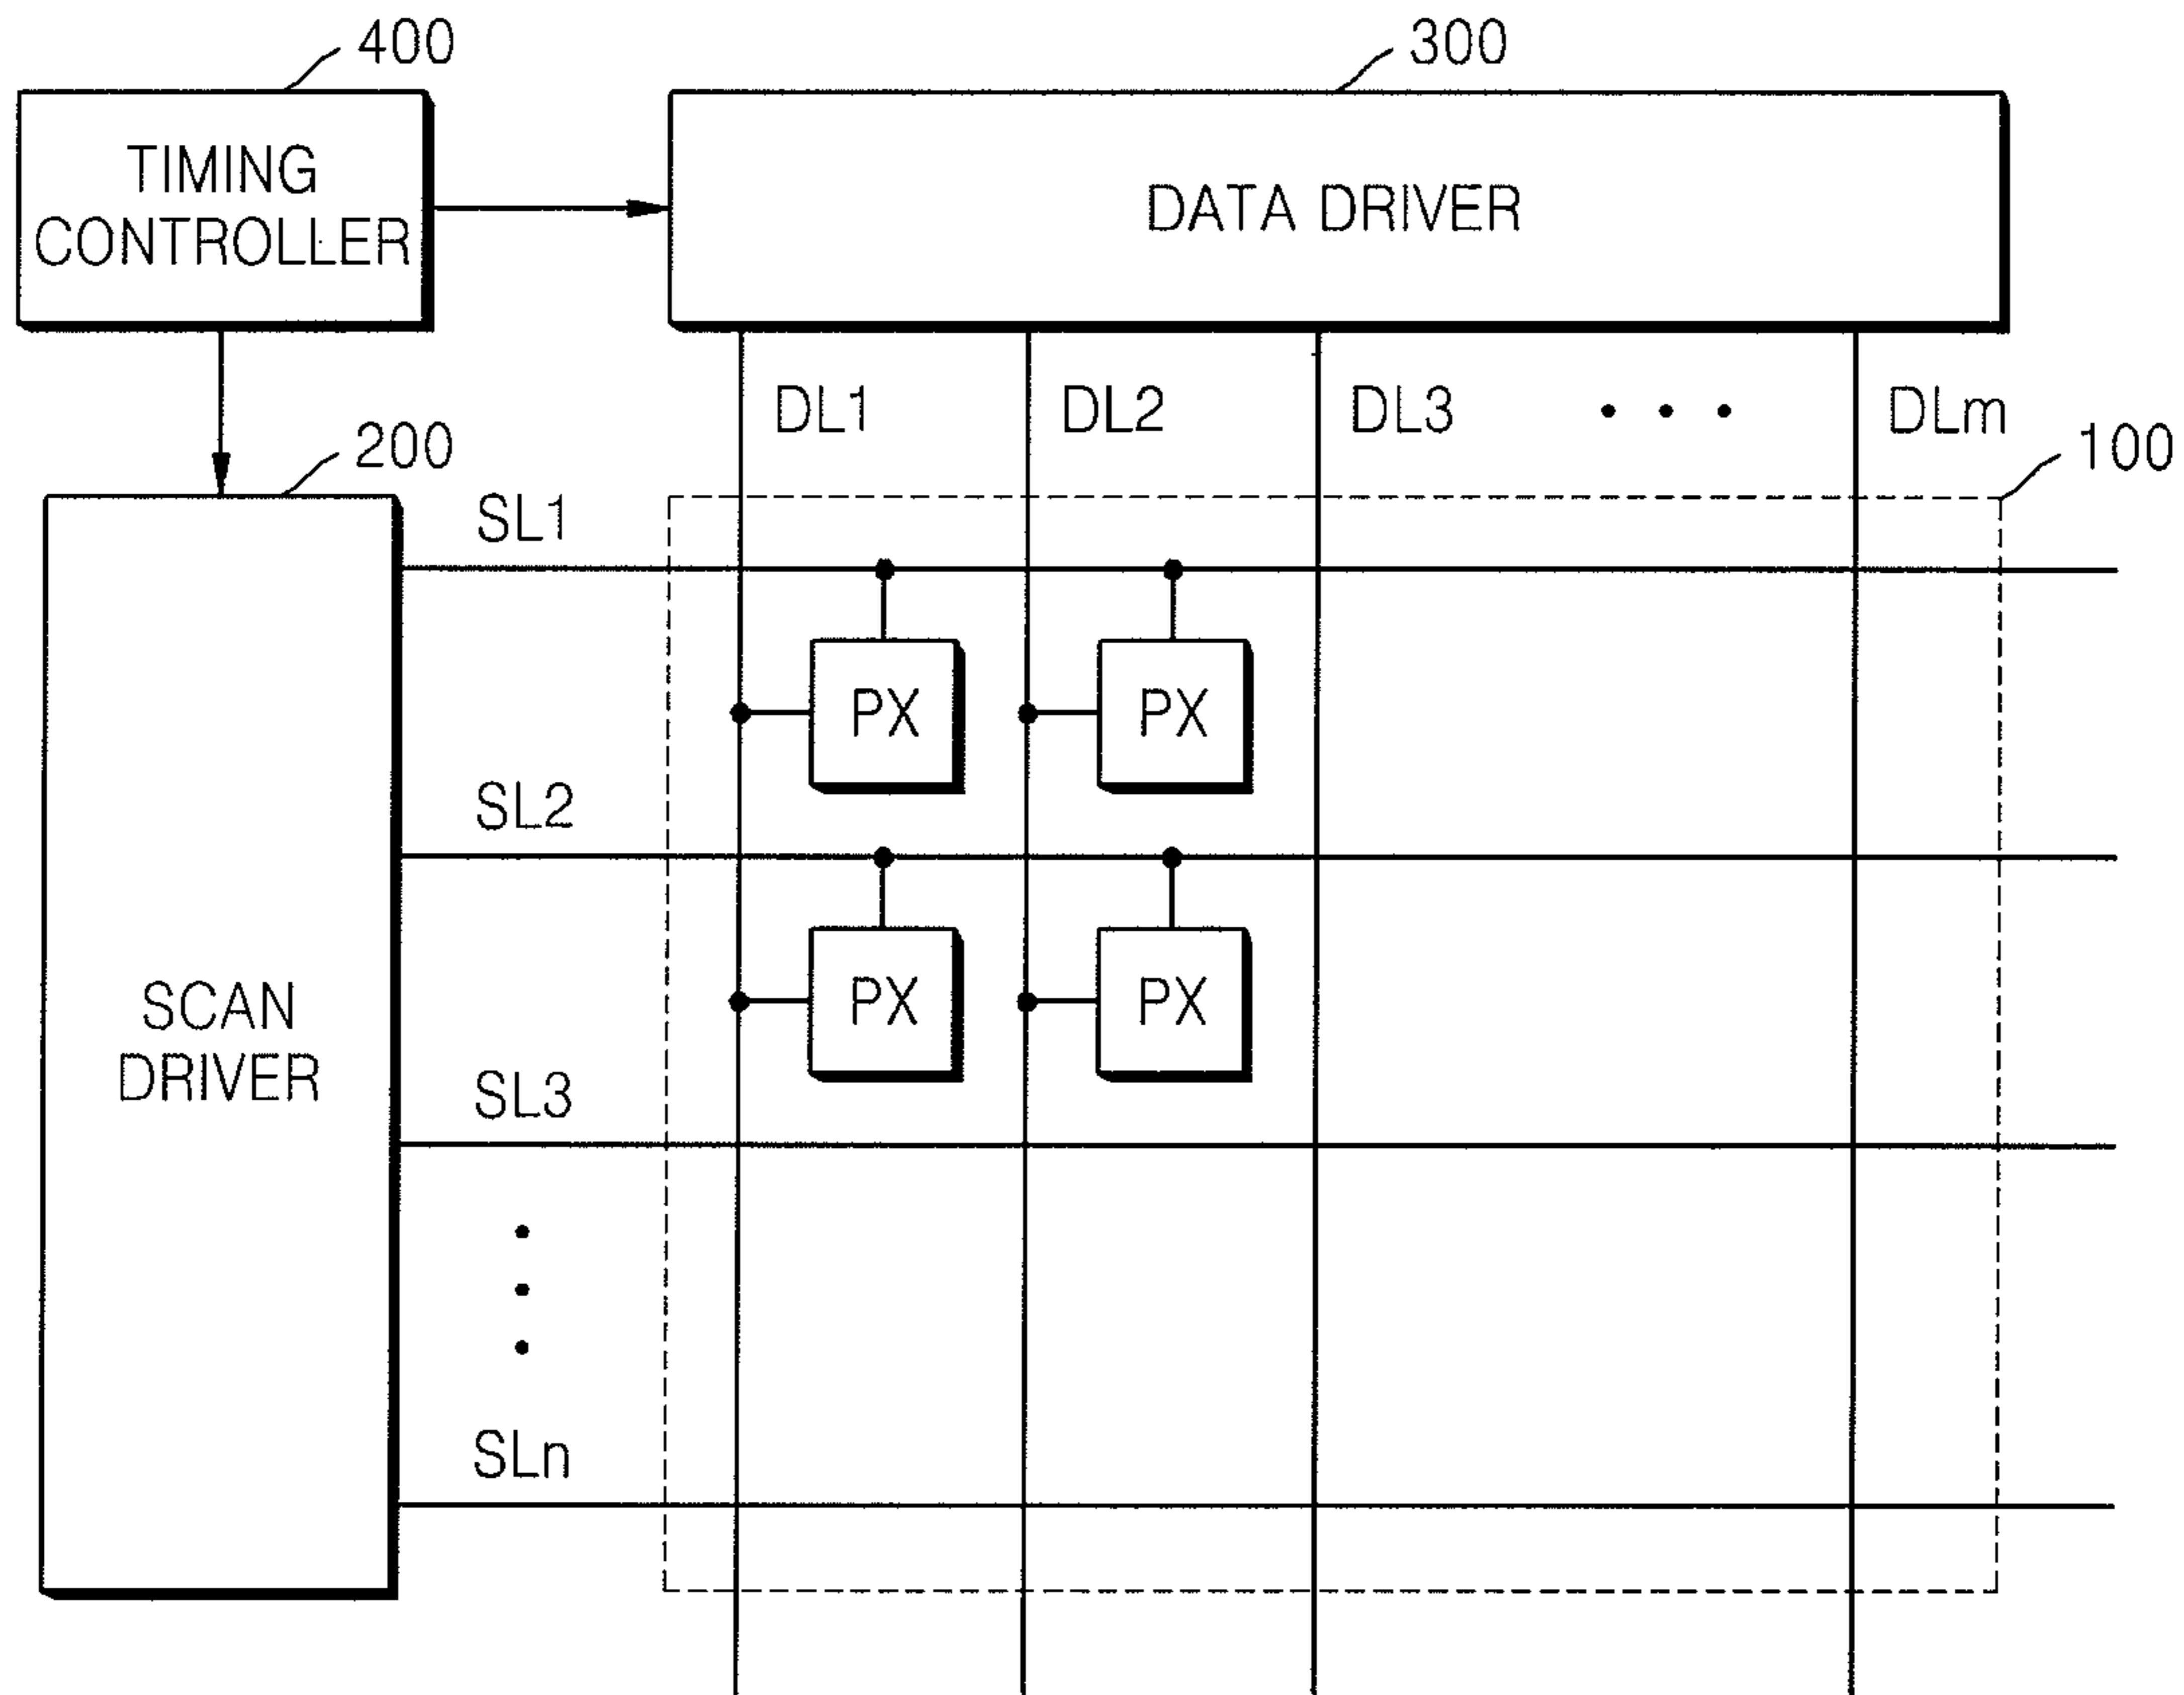 400
300
TIMING
CONTROLLER
DATA DRIVER
DL1 DL2 DL3 • • • DLm
200
100
SL1
PX PX
SL2
PX PX
SCAN
DRIVER
SL3
SLn